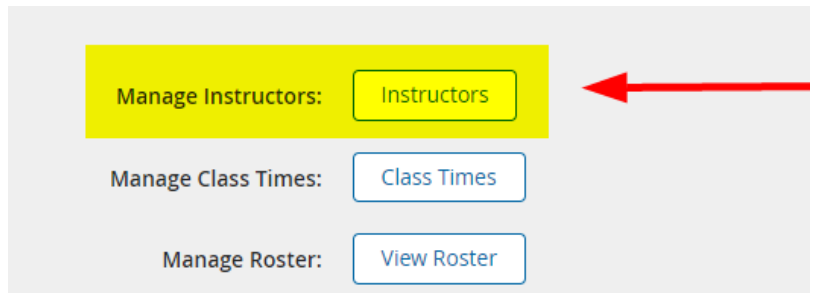 Manage Instructors: Instructors
Manage Class Times: Class Times
Manage Roster: View Roster